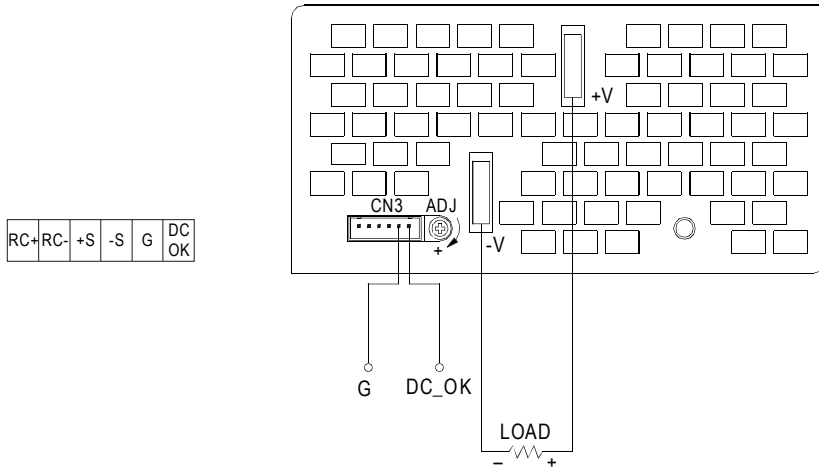 +V
CN3 ADJ
+
-V
RC+ RC- +S -S G DC OK
G DC_OK
LOAD
– +